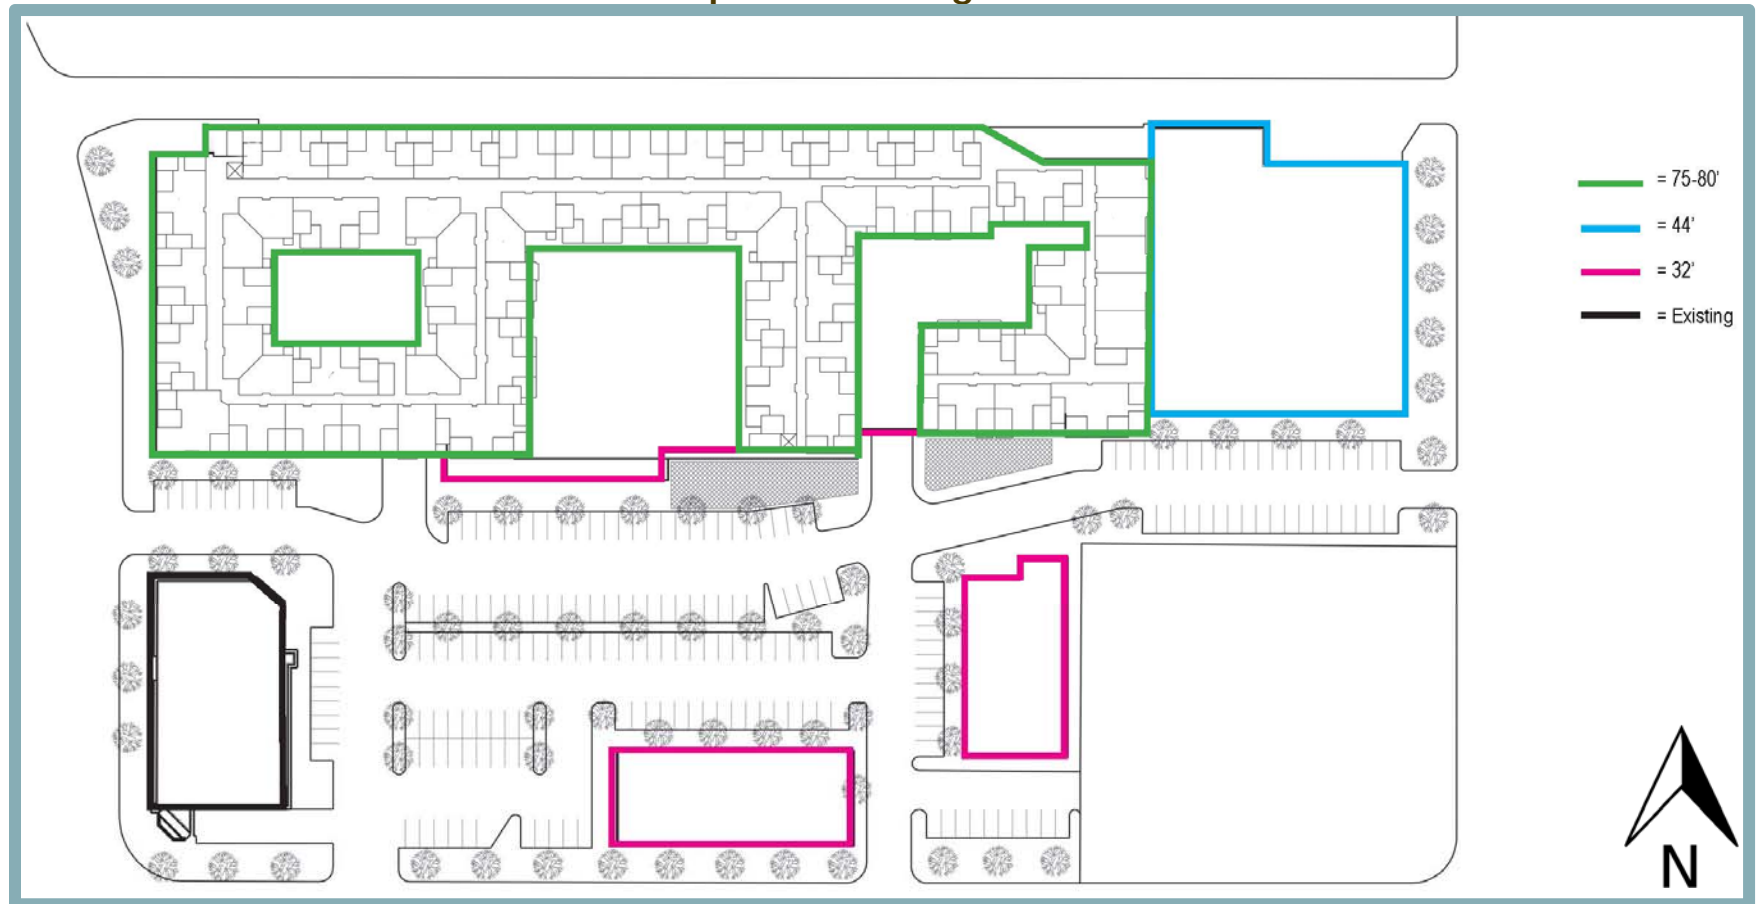 = 75-80'
= 44'
= 32'
= Existing
N